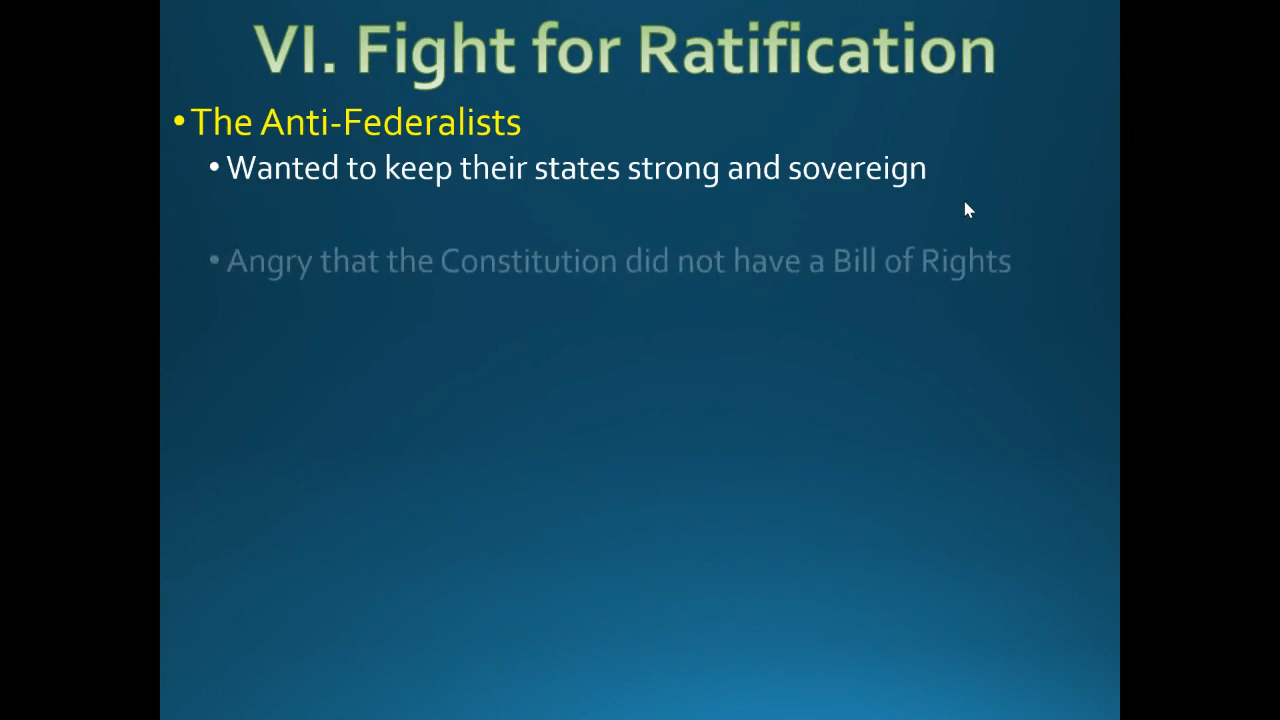 VI. Fight for Ratification
• The Anti-Federalists
• Wanted to keep their states strong and sovereign
• Angry that the Constitution did not have a Bill of Rights